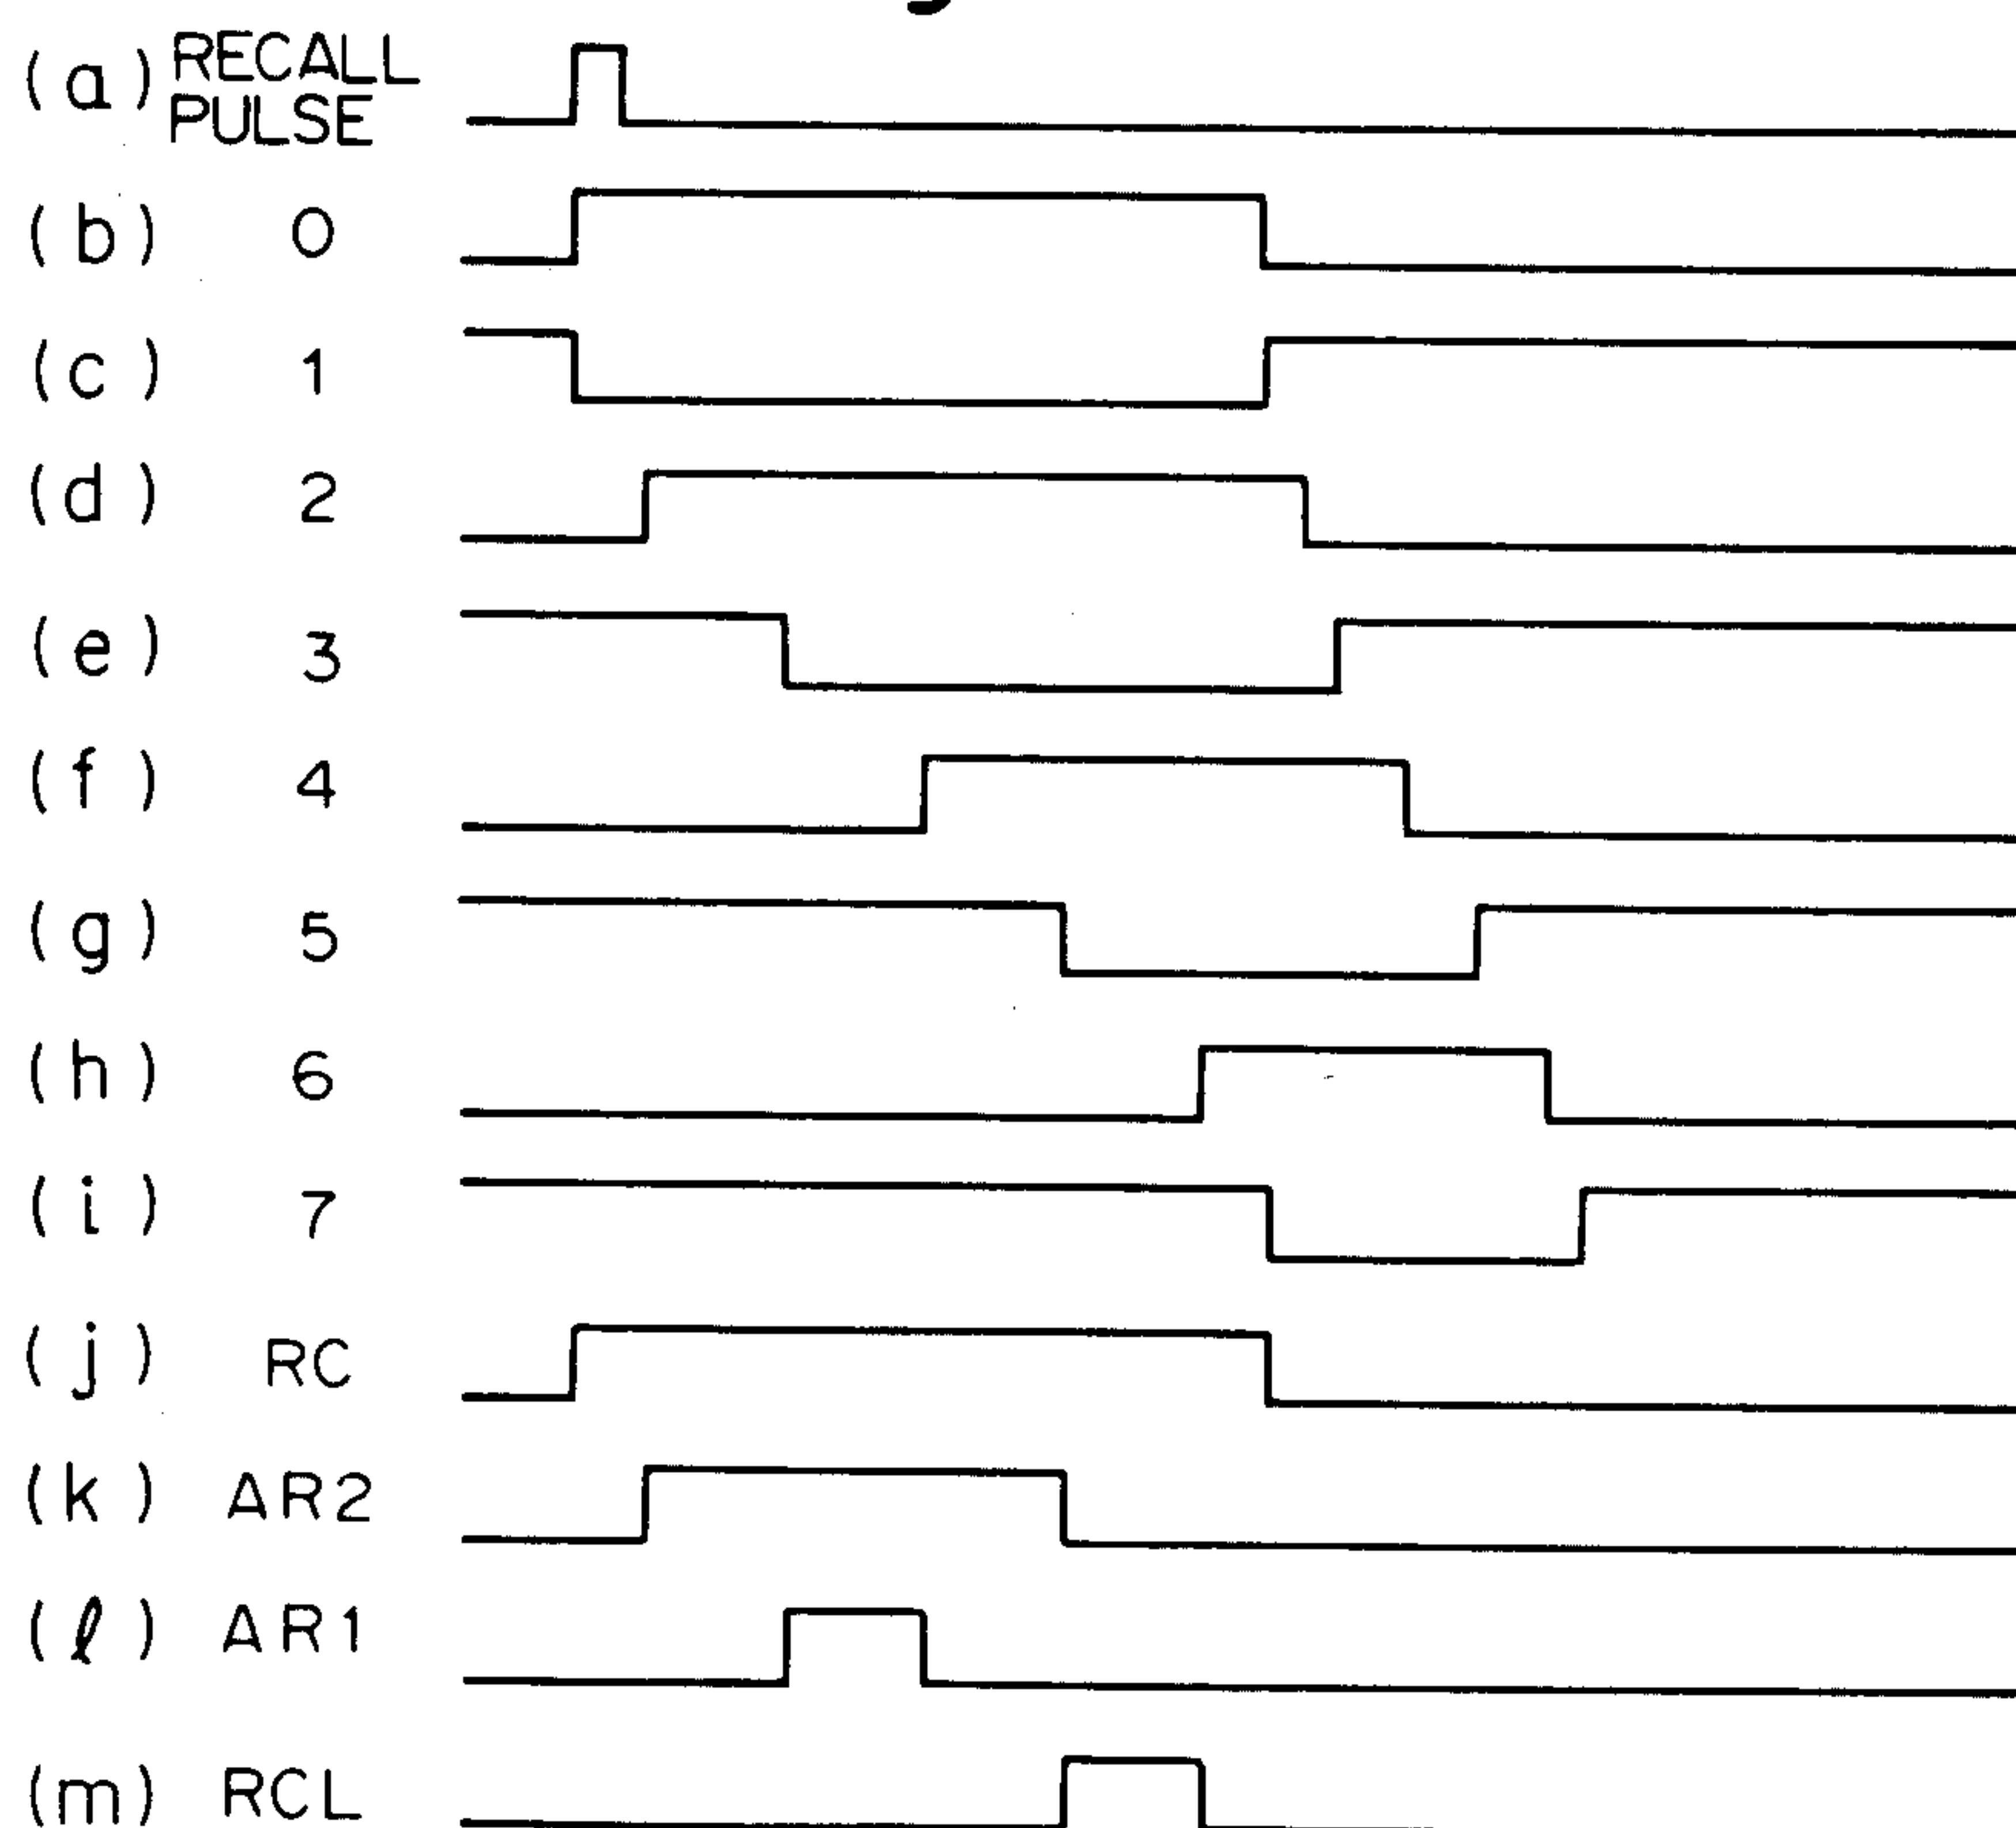 (a) RECALL PULSE
(b) 0
(c) 1
(d) 2
(e) 3
(f) 4
(g) 5
(h) 6
(i) 7
(j) RC
(k) AR2
(ℓ) AR1
(m) RCL